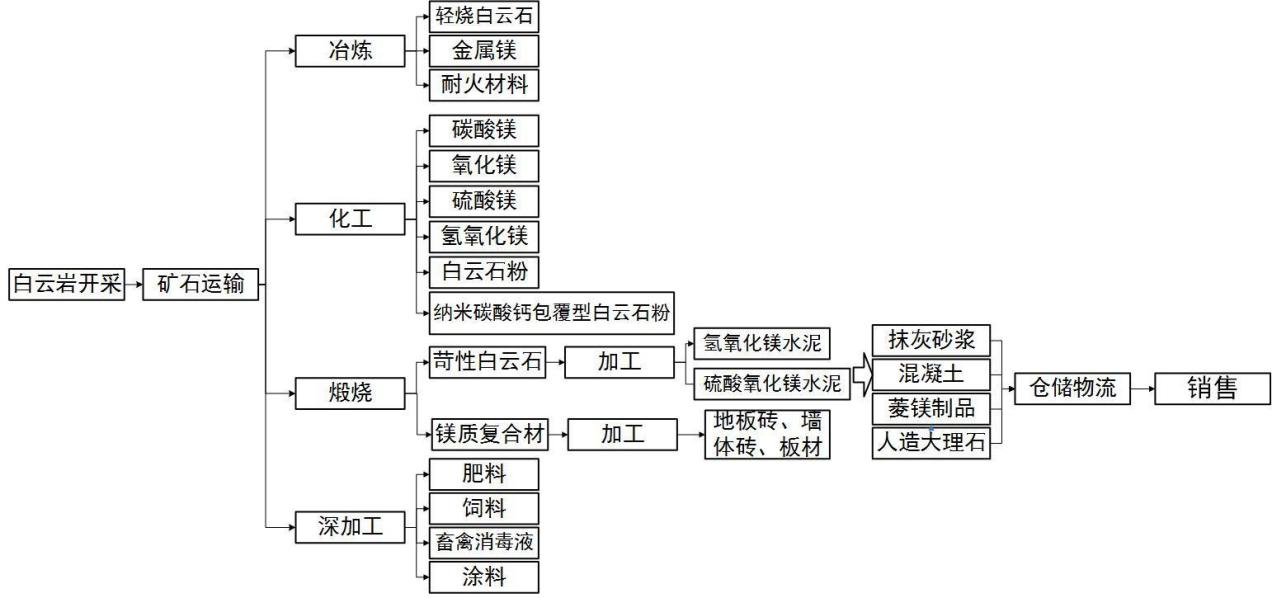 白云岩开采
矿石运输
冶炼
轻烧白云石
金属镁
耐火材料
化工
碳酸镁
氧化镁
硫酸镁
氢氧化镁
白云石粉
纳米碳酸钙包覆型白云石粉
煅烧
苛性白云石
加工
氢氧化镁水泥
硫酸氧化镁水泥
抹灰砂浆
混凝土
菱镁制品
人造大理石
仓储物流
销售
镁质复合材
加工
地板砖、墙
体砖、板材
深加工
肥料
饲料
畜禽消毒液
涂料